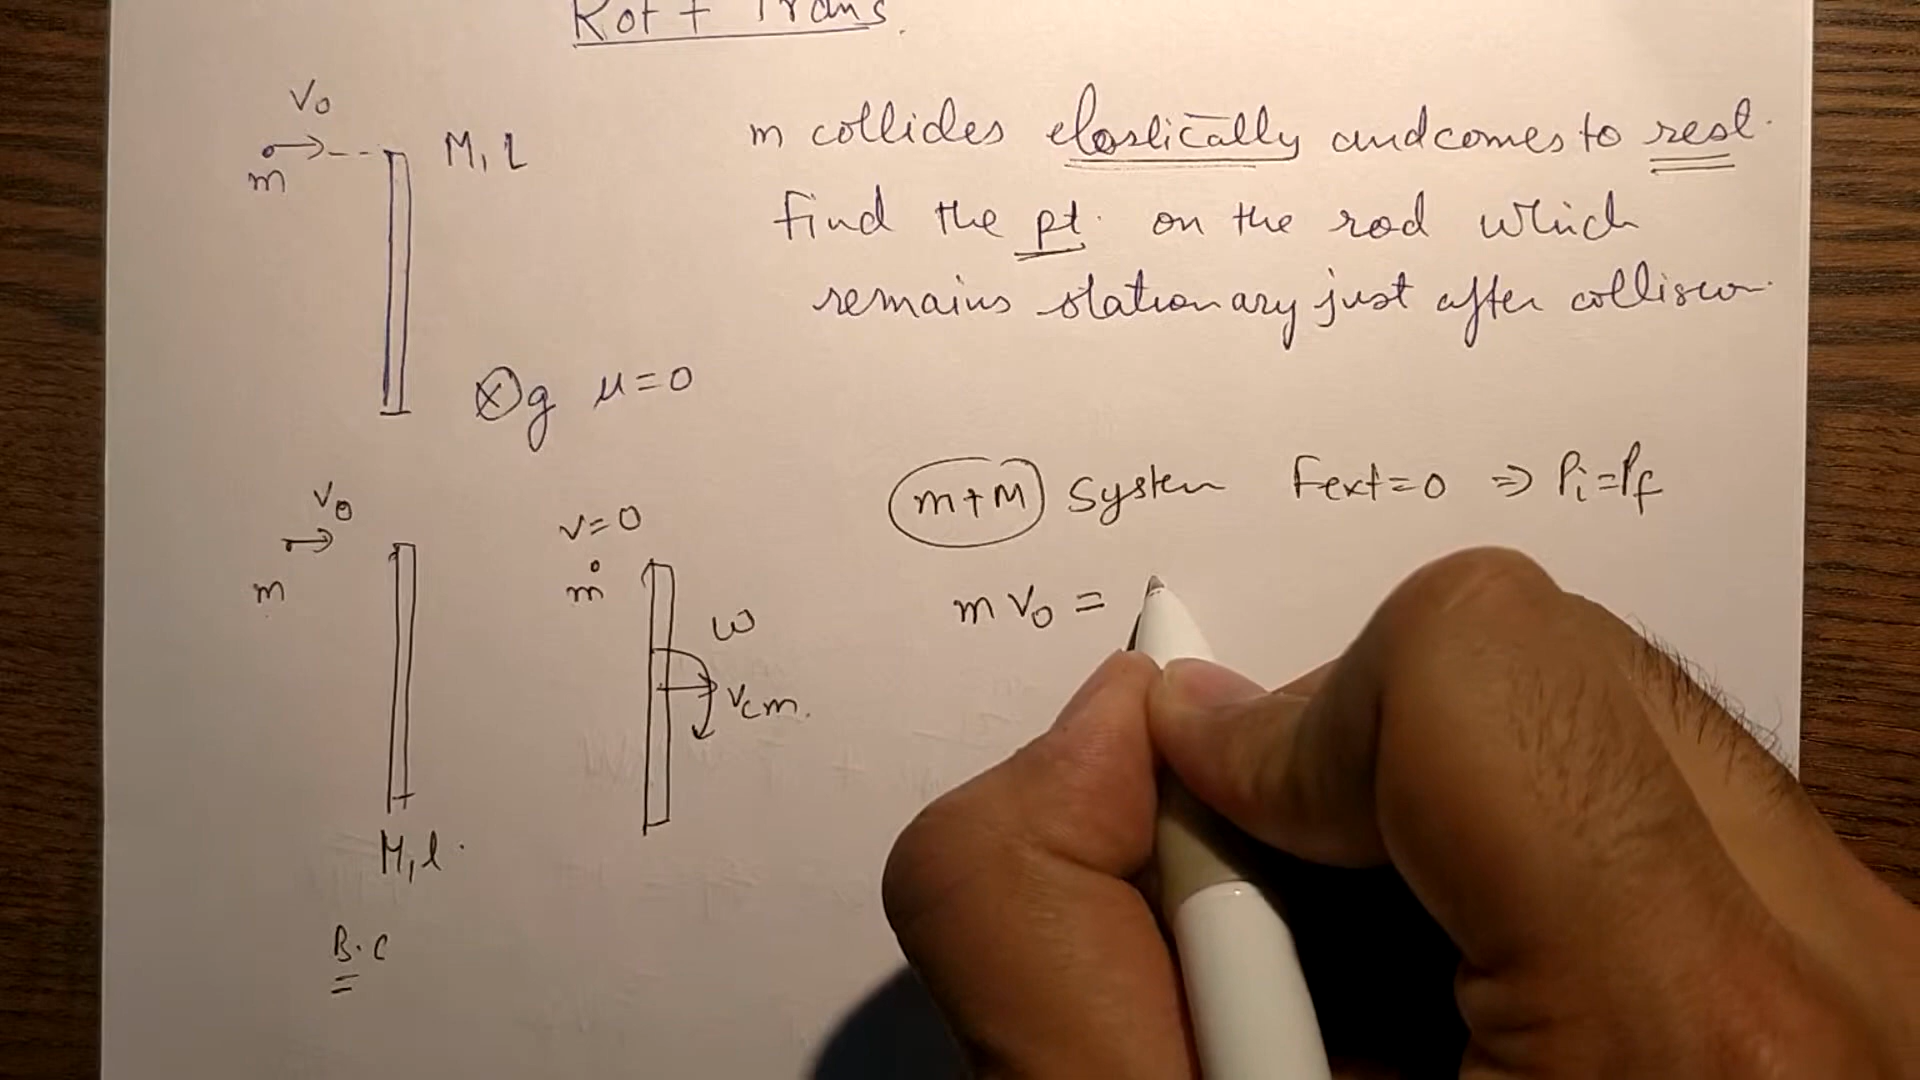 Rot + Trans.
V₀
m
M, L
m collides elastically and comes to rest.
find the pt. on the rod which
remains stationary just after collision.
⊗g μ=0
V₀
m
M, l.
B.C
v=0
m
ω
Vcm.
m+M System Fext=0 ⇒ Pi=Pf
mV₀ =